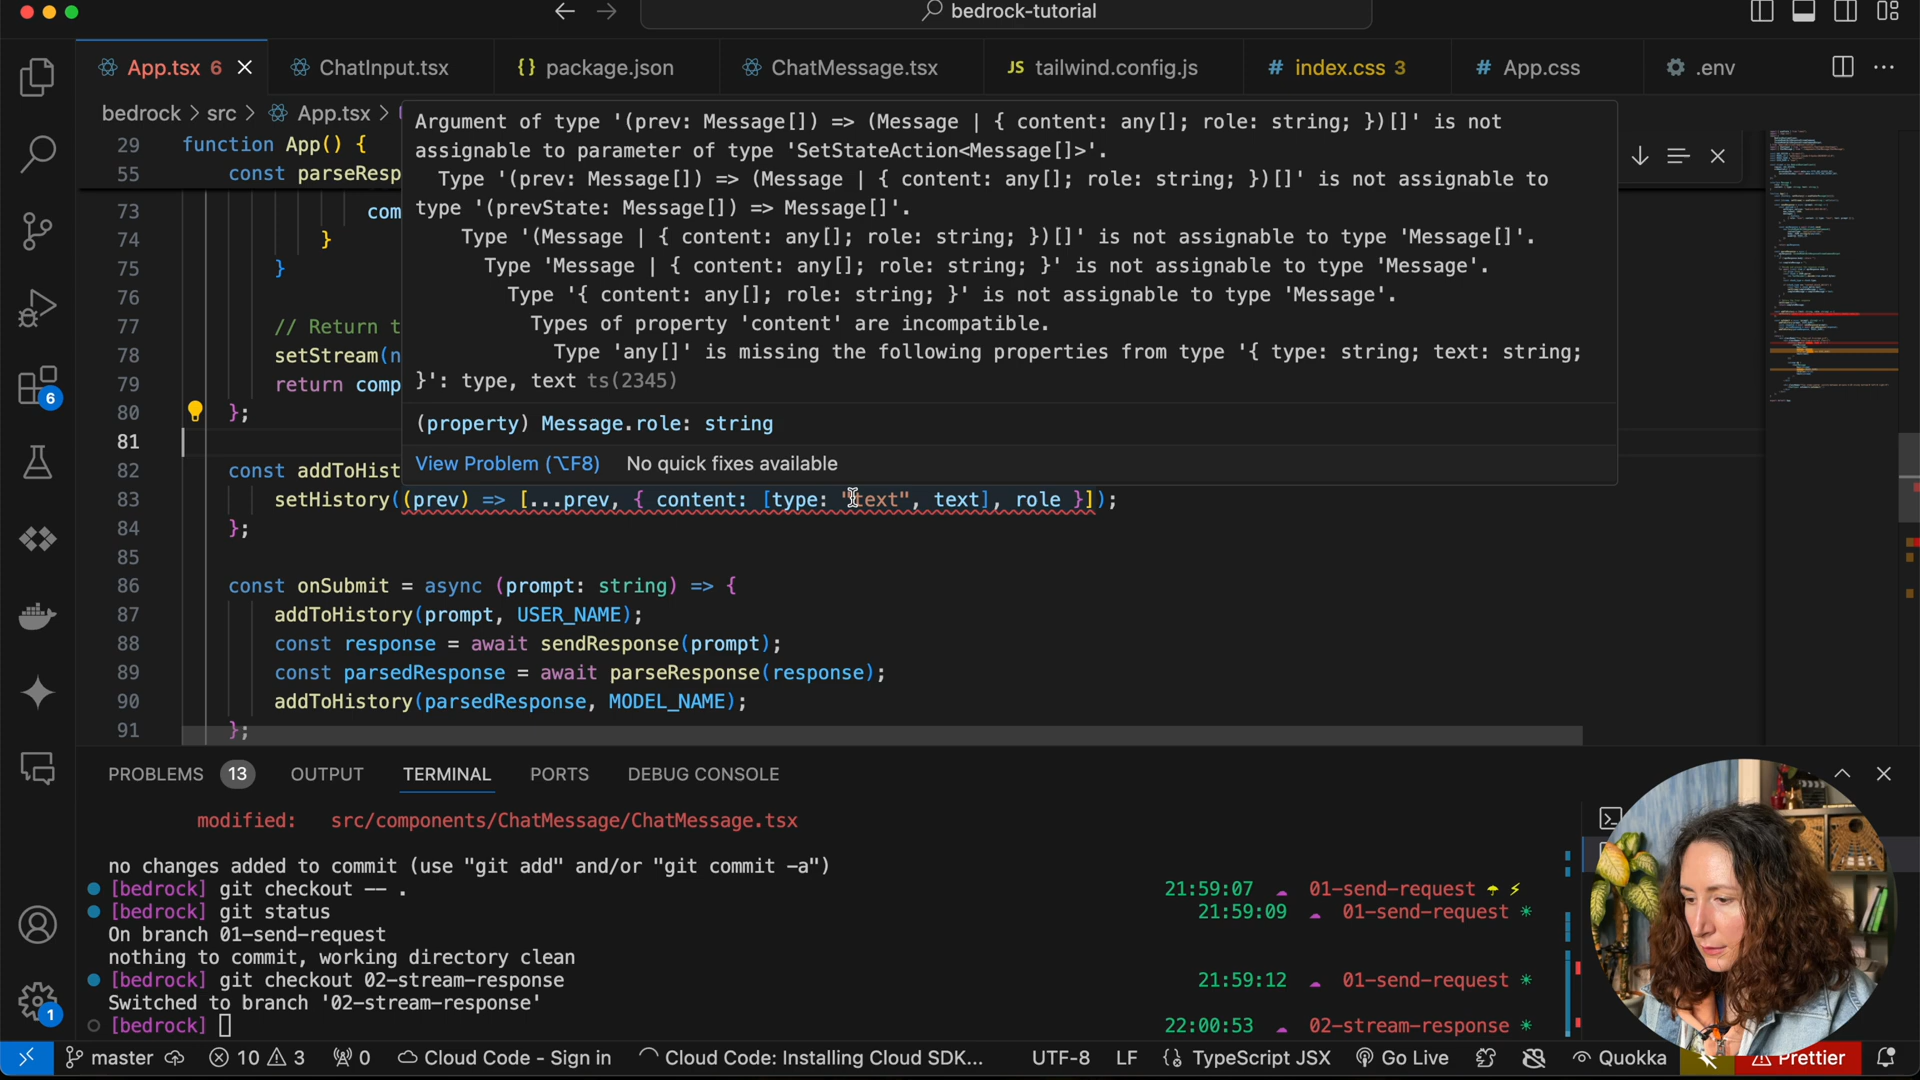 bedrock-tutorial
App.tsx 6
ChatInput.tsx
{} package.json
ChatMessage.tsx
JS tailwind.config.js
# index.css 3
# App.css
.env
bedrock > src > App.tsx >
29 function App() {
55 const parseResp
73 com
74 }
75 }
76
77 // Return t
78 setStream(n
79 return comp
80 };
81
82 const addToHist
83 setHistory((prev) => [...prev, { content: [type: "text", text], role }]);
84 };
85
86 const onSubmit = async (prompt: string) => {
87 addToHistory(prompt, USER_NAME);
88 const response = await sendResponse(prompt);
89 const parsedResponse = await parseResponse(response);
90 addToHistory(parsedResponse, MODEL_NAME);
91 };
Argument of type '(prev: Message[]) => (Message | { content: any[]; role: string; })[]' is not
assignable to parameter of type 'SetStateAction<Message[]>'.
Type '(prev: Message[]) => (Message | { content: any[]; role: string; })[]' is not assignable to
type '(prevState: Message[]) => Message[]'.
Type '(Message | { content: any[]; role: string; })[]' is not assignable to type 'Message[]'.
Type 'Message | { content: any[]; role: string; }' is not assignable to type 'Message'.
Type '{ content: any[]; role: string; }' is not assignable to type 'Message'.
Types of property 'content' are incompatible.
Type 'any[]' is missing the following properties from type '{ type: string; text: string;
}': type, text ts(2345)
(property) Message.role: string
View Problem (⌥F8) No quick fixes available
6
1
PROBLEMS 13 OUTPUT TERMINAL PORTS DEBUG CONSOLE
modified: src/components/ChatMessage/ChatMessage.tsx
no changes added to commit (use "git add" and/or "git commit -a")
[bedrock] git checkout -- . 21:59:07 01-send-request
[bedrock] git status 21:59:09 01-send-request
On branch 01-send-request
nothing to commit, working directory clean
[bedrock] git checkout 02-stream-response 21:59:12 01-send-request
Switched to branch '02-stream-response'
[bedrock] 22:00:53 02-stream-response
master 10 3 0 Cloud Code - Sign in Cloud Code: Installing Cloud SDK... UTF-8 LF TypeScript JSX Go Live Quokka Prettier